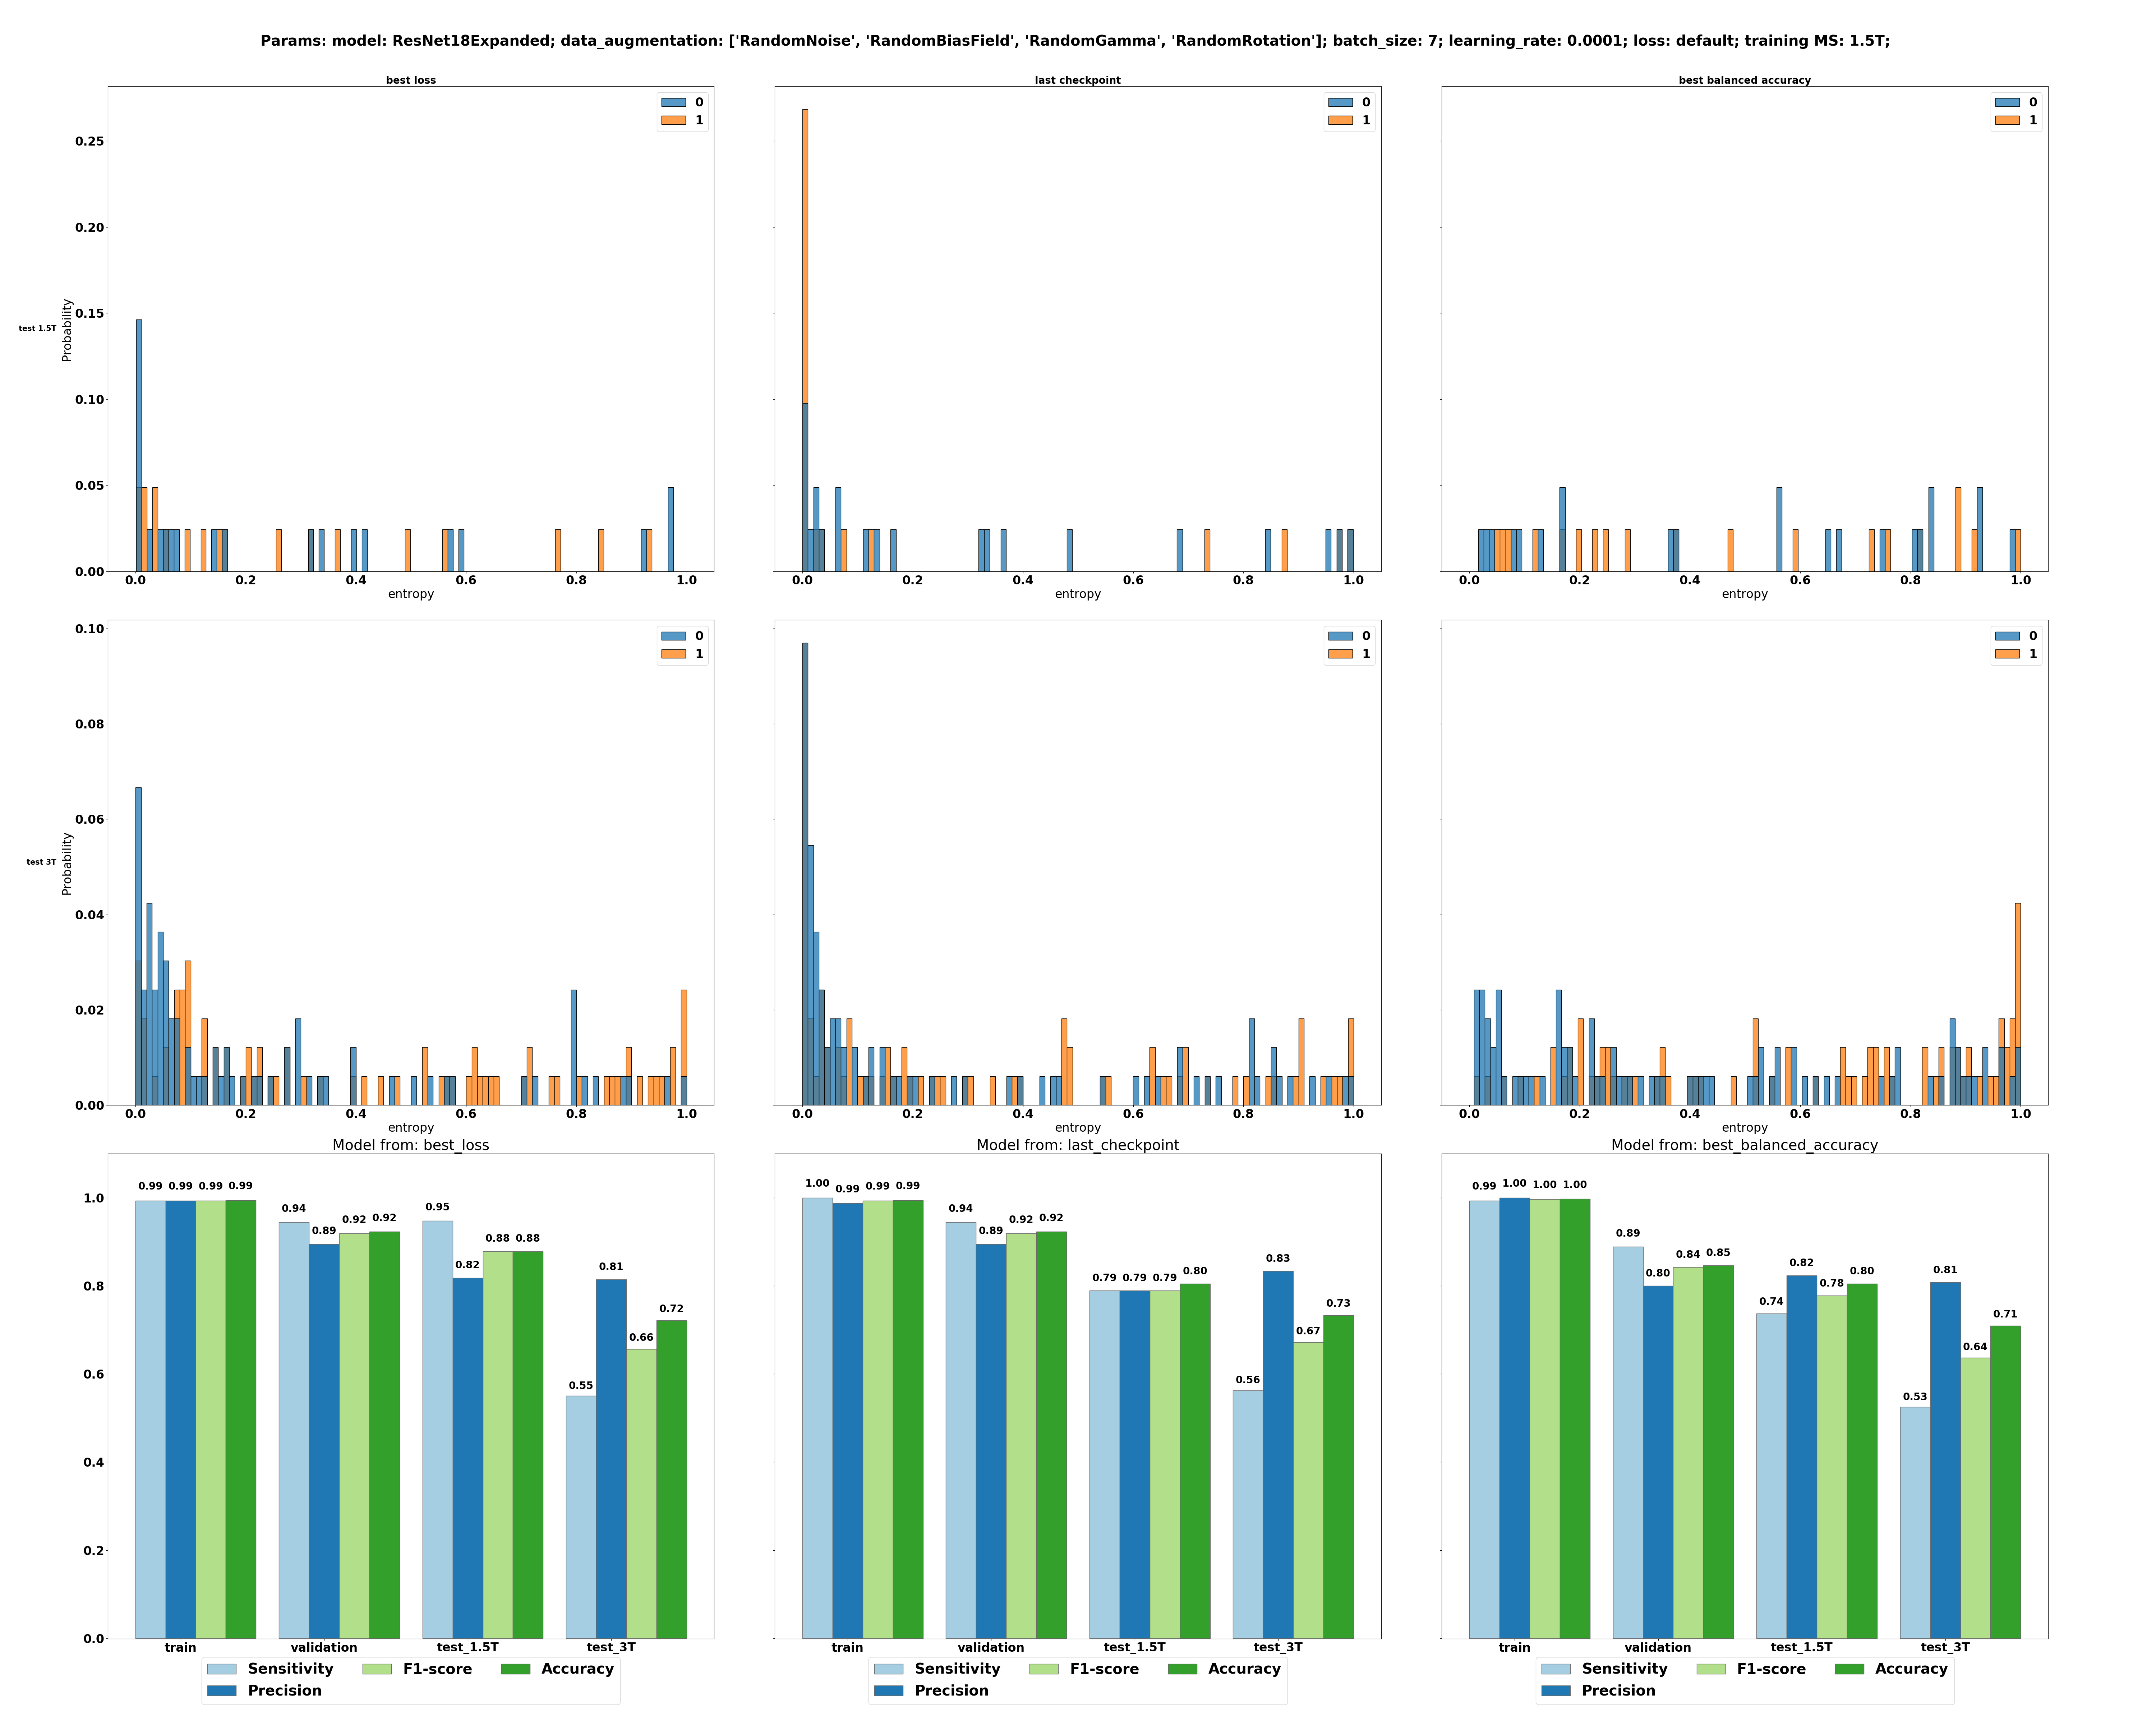 Params: model: ResNet18Expanded; data_augmentation: ['RandomNoise', 'RandomBiasField', 'RandomGamma', 'RandomRotation']; batch_size: 7; learning_rate: 0.0001; loss: default; training MS: 1.5T;
best loss
last checkpoint
best balanced accuracy
0
1
0
1
0
1
0.25
0.20
0.15
0.10
0.05
0.00
test 1.5T
Probability
0.0 0.2 0.4 0.6 0.8 1.0
0.0 0.2 0.4 0.6 0.8 1.0
0.0 0.2 0.4 0.6 0.8 1.0
entropy
entropy
entropy
0
1
0
1
0
1
0.10
0.08
0.06
0.04
0.02
0.00
test 3T
Probability
0.0 0.2 0.4 0.6 0.8 1.0
0.0 0.2 0.4 0.6 0.8 1.0
0.0 0.2 0.4 0.6 0.8 1.0
entropy
entropy
entropy
Model from: best_loss
Model from: last_checkpoint
Model from: best_balanced_accuracy
1.0
0.8
0.6
0.4
0.2
0.0
0.99 0.99 0.99 0.99
0.94 0.89 0.92 0.92
0.95 0.82 0.88 0.88
0.55 0.81 0.66 0.72
1.00 0.99 0.99 0.99
0.94 0.89 0.92 0.92
0.79 0.79 0.79 0.80
0.56 0.83 0.67 0.73
0.99 1.00 1.00 1.00
0.89 0.80 0.84 0.85
0.74 0.82 0.78 0.80
0.53 0.81 0.64 0.71
train validation test_1.5T test_3T
train validation test_1.5T test_3T
train validation test_1.5T test_3T
Sensitivity F1-score Accuracy
Precision
Sensitivity F1-score Accuracy
Precision
Sensitivity F1-score Accuracy
Precision